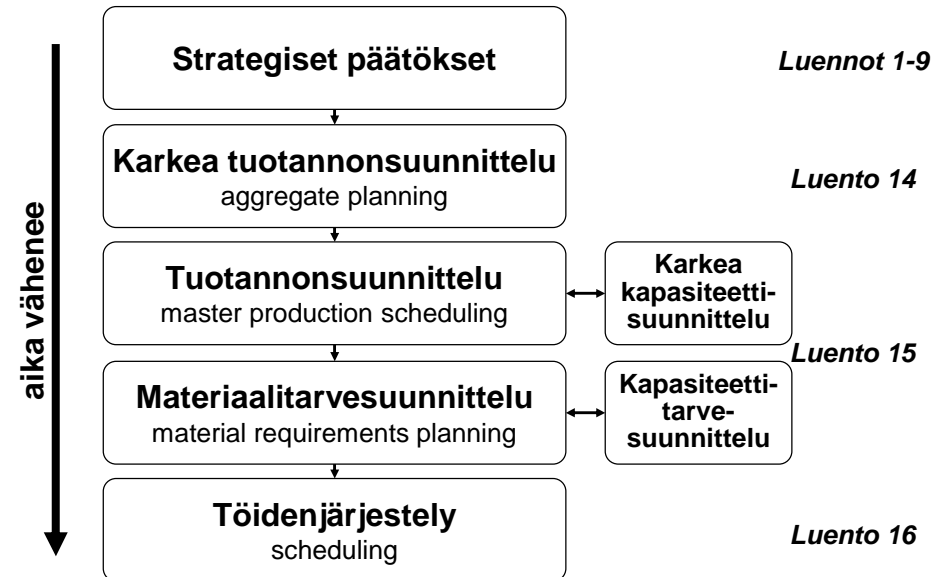 Strategiset päätökset
Luennot 1-9
Karkea tuotannonsuunnittelu
aggregate planning
Luento 14
aika vähenee
Tuotannonsuunnittelu
master production scheduling
Karkea
kapasiteetti-
suunnittelu
Luento 15
Materiaalitarvesuunnittelu
material requirements planning
Kapasiteetti-
tarve-
suunnittelu
Töidenjärjestely
scheduling
Luento 16